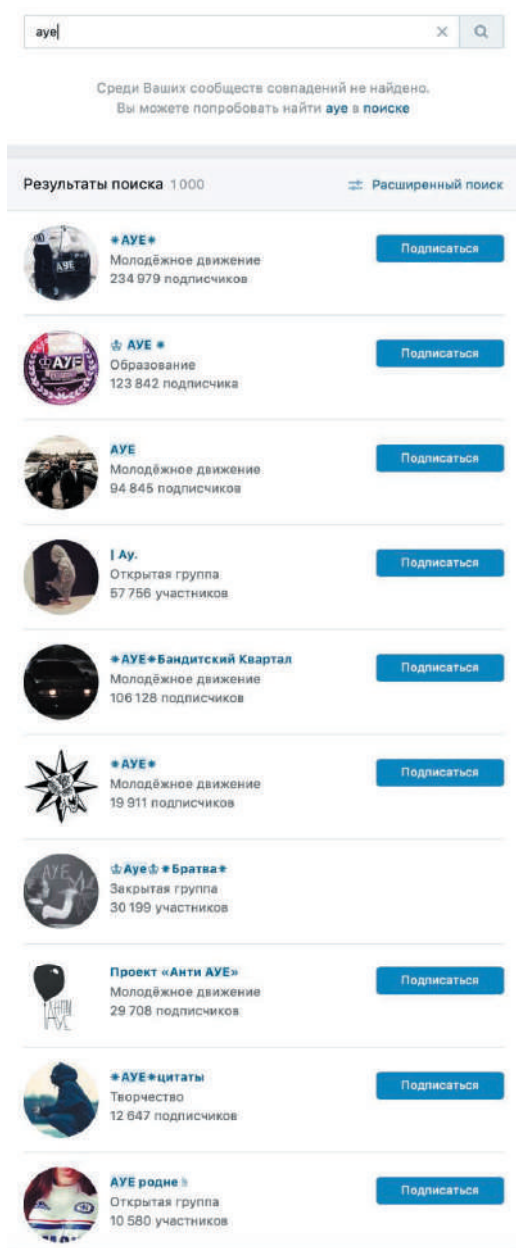 ауе
Среди Ваших сообществ совпадений не найдено.
Вы можете попробовать найти ауе в поиске
Результаты поиска 1 000
Расширенный поиск
✵АУЕ✵
Молодёжное движение
234 979 подписчиков
Подписаться
♔ АУЕ ✵
Образование
123 842 подписчика
Подписаться
АУЕ
Молодёжное движение
94 845 подписчиков
Подписаться
| Ау.
Открытая группа
57 756 участников
Подписаться
✵АУЕ✵Бандитский Квартал
Молодёжное движение
106 128 подписчиков
Подписаться
✵АУЕ✵
Молодёжное движение
19 911 подписчиков
Подписаться
♔Ауе♔✵Братва✵
Закрытая группа
30 199 участников
Проект «Анти АУЕ»
Молодёжное движение
29 708 подписчиков
Подписаться
✵АУЕ✵цитаты
Творчество
12 647 подписчиков
Подписаться
АУЕ родне
Открытая группа
10 580 участников
Подписаться